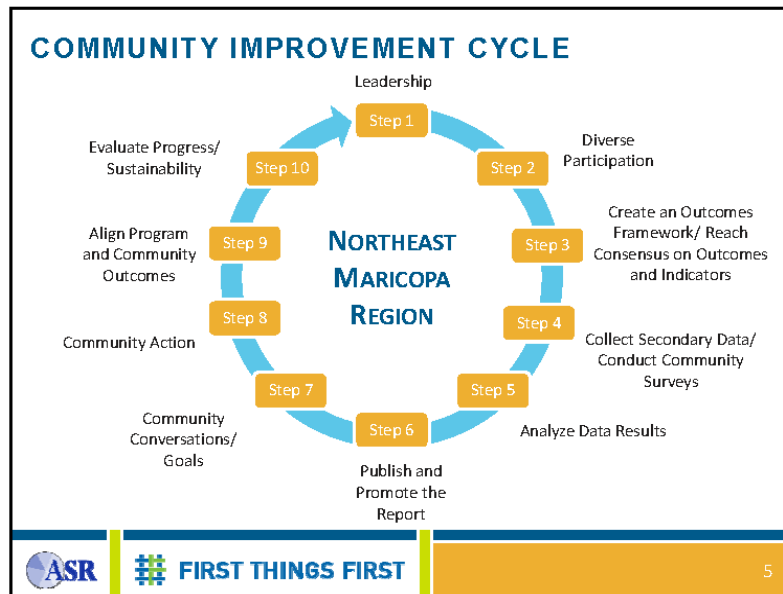 COMMUNITY IMPROVEMENT CYCLE
Leadership
Step 1
Diverse
Participation
Step 2
Create an Outcomes
Framework/ Reach
Consensus on Outcomes
and Indicators
Step 3
Step 4
Collect Secondary Data/
Conduct Community
Surveys
Step 5
Analyze Data Results
Step 6
Publish and
Promote the
Report
Step 7
Community
Conversations/
Goals
Step 8
Community Action
Step 9
Align Program
and Community
Outcomes
Step 10
Evaluate Progress/
Sustainability
NORTHEAST
MARICOPA
REGION
ASR
FIRST THINGS FIRST
5